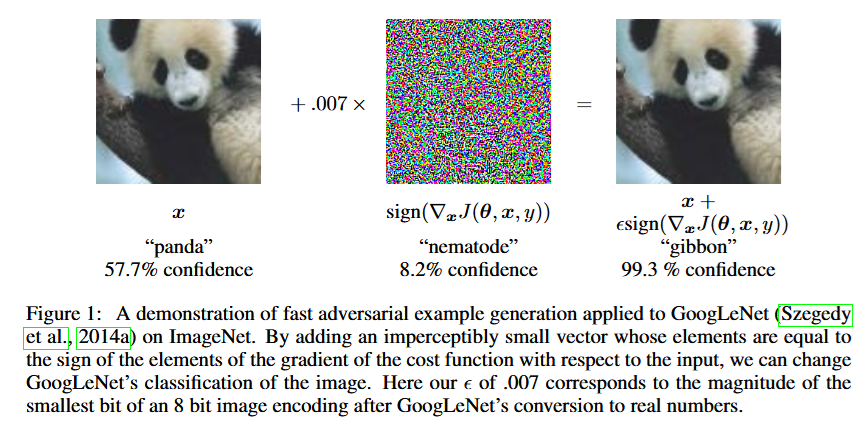 + .007 ×
=
x
sign(∇ₓJ(θ, x, y))
x +
ϵsign(∇ₓJ(θ, x, y))
“panda”
“nematode”
“gibbon”
57.7% confidence
8.2% confidence
99.3 % confidence
Figure 1: A demonstration of fast adversarial example generation applied to GoogLeNet (Szegedy
et al., 2014a) on ImageNet. By adding an imperceptibly small vector whose elements are equal to
the sign of the elements of the gradient of the cost function with respect to the input, we can change
GoogLeNet’s classification of the image. Here our ϵ of .007 corresponds to the magnitude of the
smallest bit of an 8 bit image encoding after GoogLeNet’s conversion to real numbers.